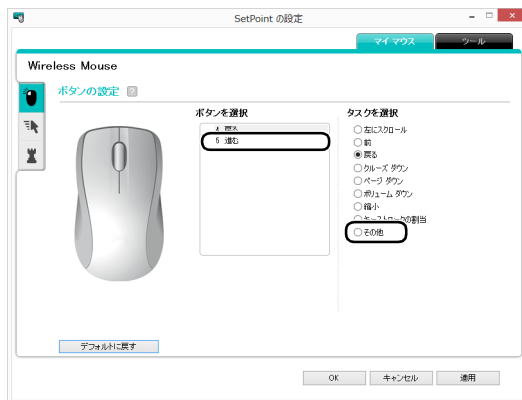 SetPoint の設定
マイ マウス
ツール
Wireless Mouse
ボタンの設定 ?
ボタンを選択
4 戻る
5 進む
タスクを選択
左にスクロール
前
戻る
クルーズ ダウン
ページ ダウン
ボリューム ダウン
縮小
キーストロークの割当
その他
デフォルトに戻す
OK
キャンセル
適用